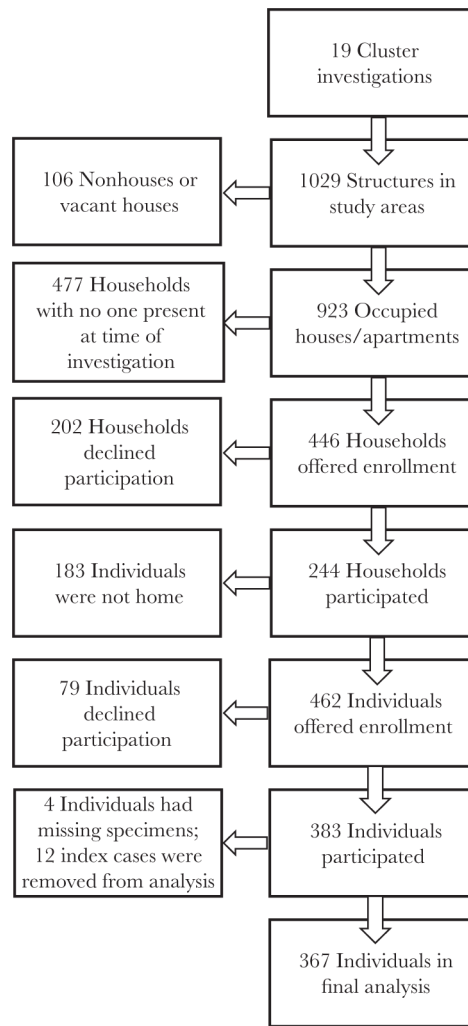 19 Cluster
investigations
106 Nonhouses or
vacant houses
1029 Structures in
study areas
477 Households
with no one present
at time of
investigation
923 Occupied
houses/apartments
202 Households
declined
participation
446 Households
offered enrollment
183 Individuals
were not home
244 Households
participated
79 Individuals
declined
participation
462 Individuals
offered enrollment
4 Individuals had
missing specimens;
12 index cases were
removed from analysis
383 Individuals
participated
367 Individuals in
final analysis